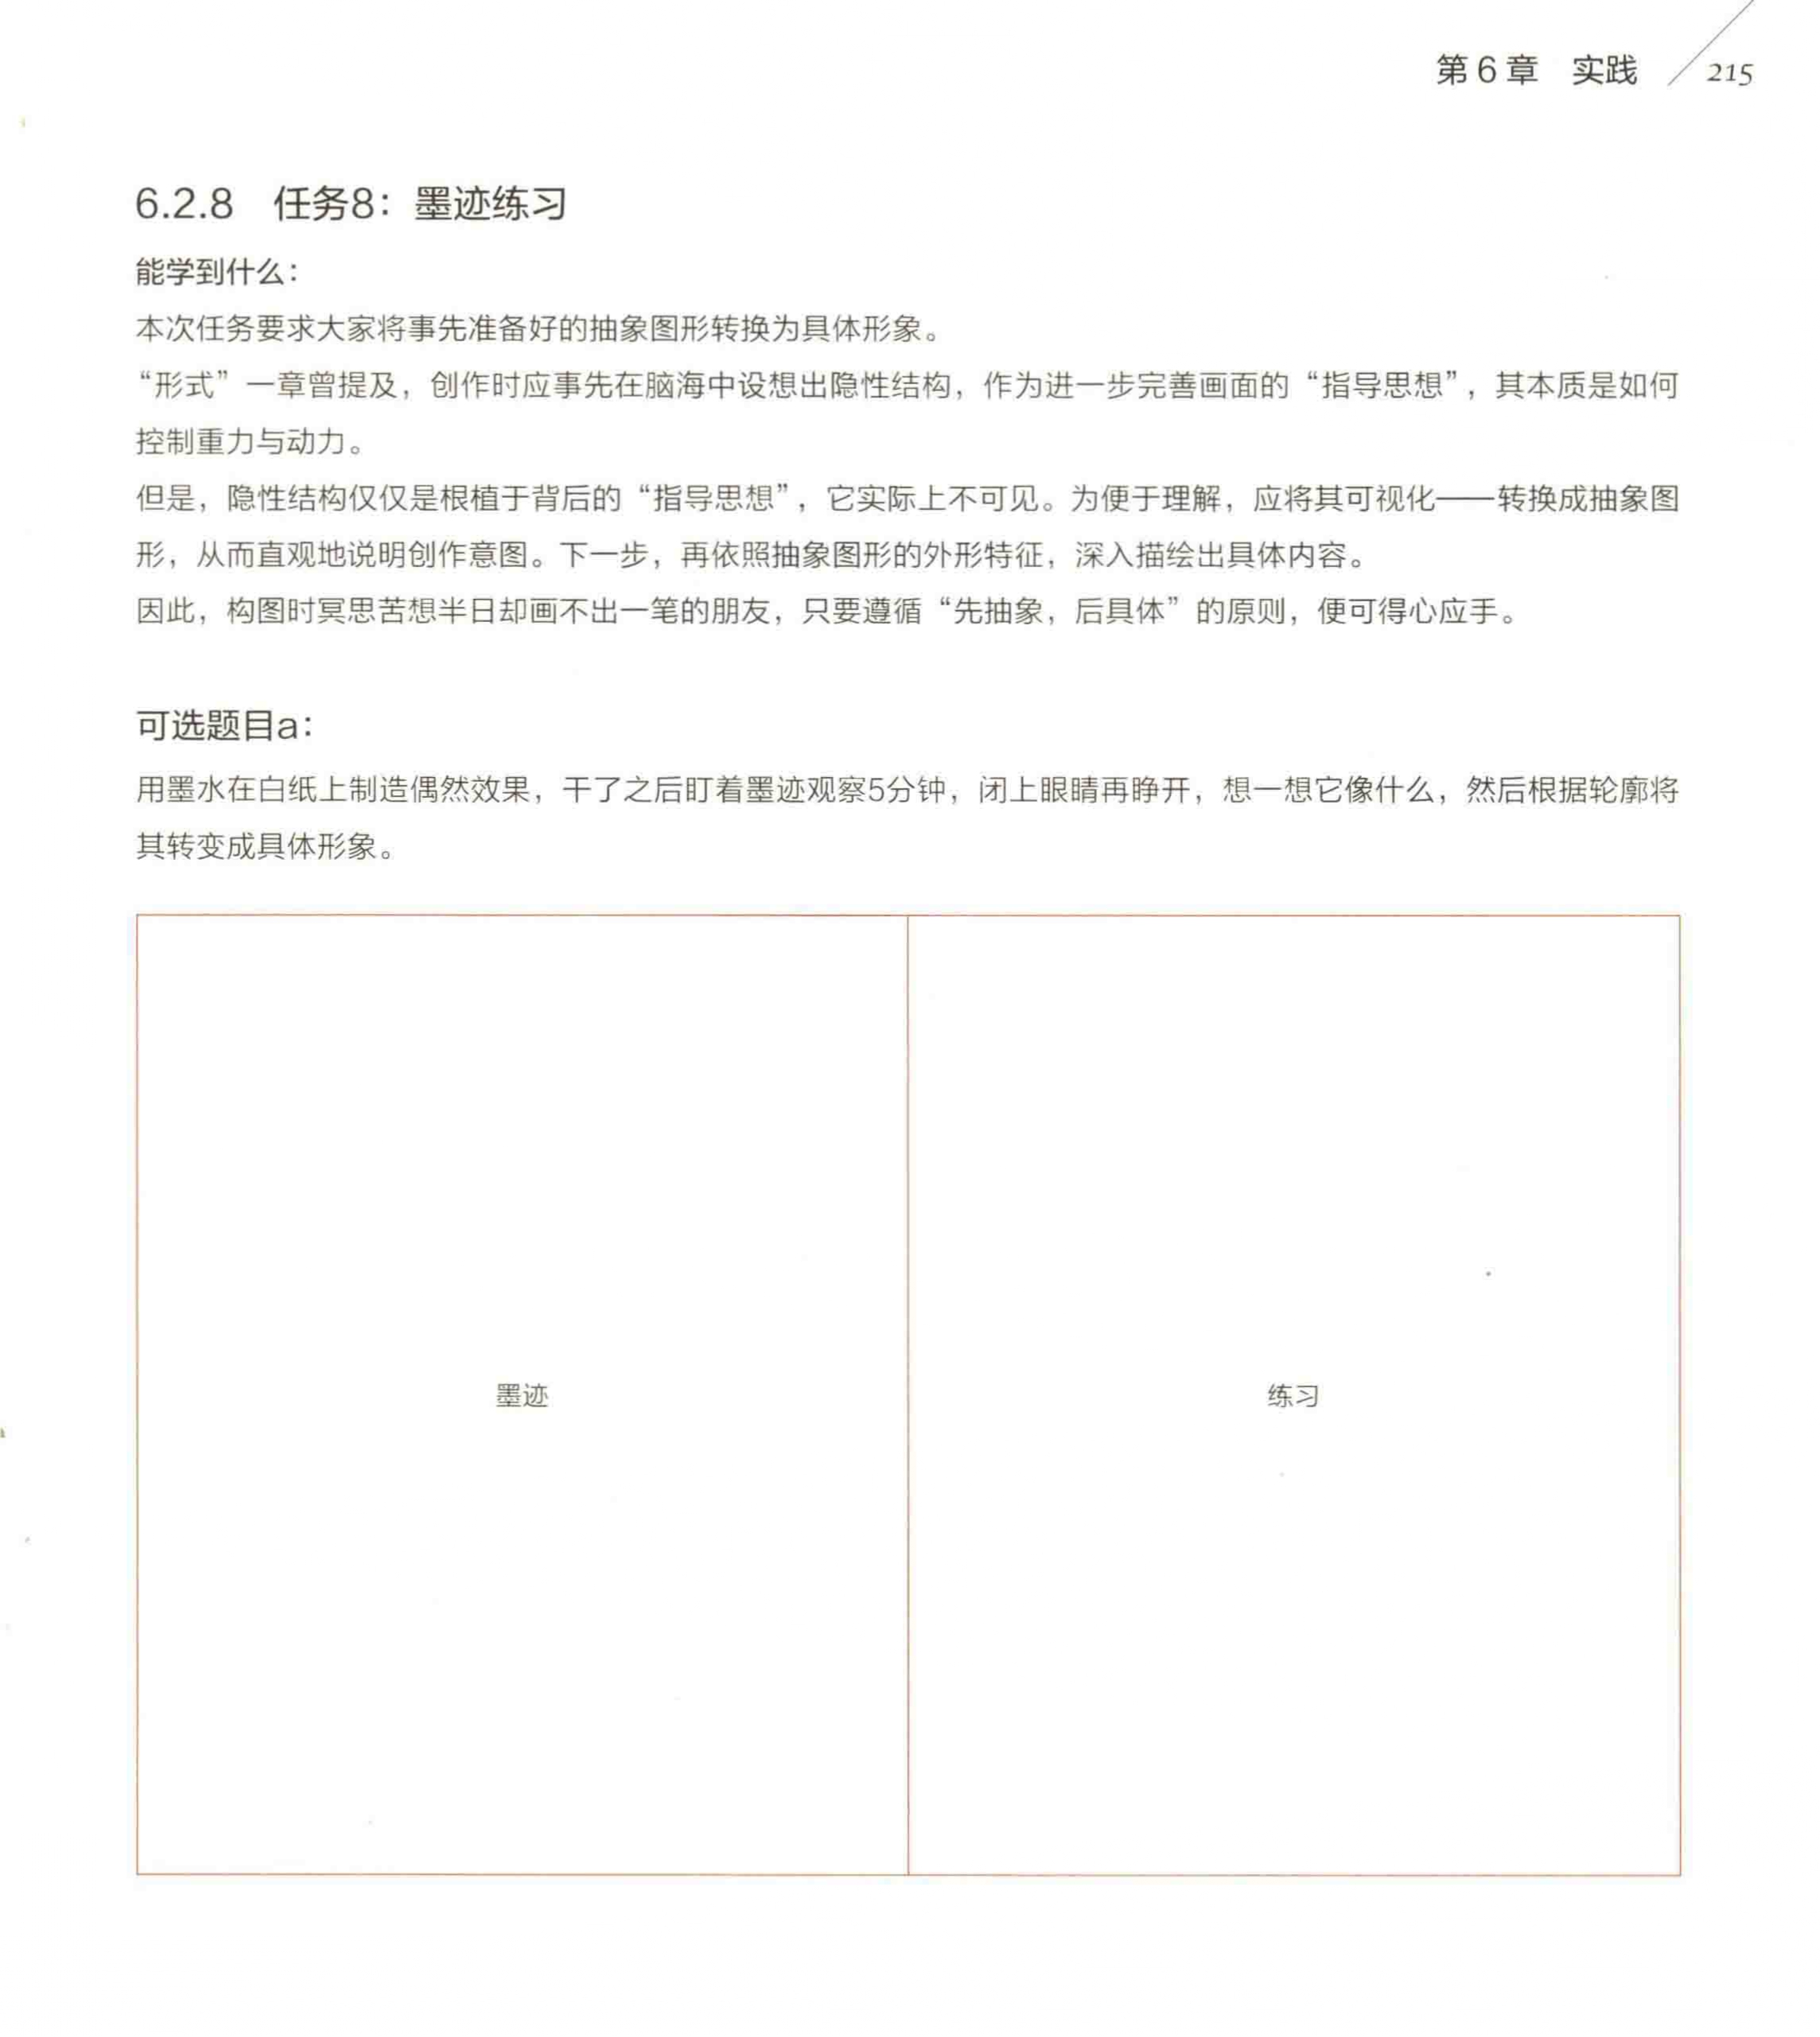 第6章 实践 215
6.2.8 任务8：墨迹练习
能学到什么：
本次任务要求大家将事先准备好的抽象图形转换为具体形象。
“形式”一章曾提及，创作时应事先在脑海中设想出隐性结构，作为进一步完善画面的“指导思想”，其本质是如何
控制重力与动力。
但是，隐性结构仅仅是根植于背后的“指导思想”，它实际上不可见。为便于理解，应将其可视化——转换成抽象图
形，从而直观地说明创作意图。下一步，再依照抽象图形的外形特征，深入描绘出具体内容。
因此，构图时冥思苦想半日却画不出一笔的朋友，只要遵循“先抽象，后具体”的原则，便可得心应手。
可选题目a：
用墨水在白纸上制造偶然效果，干了之后盯着墨迹观察5分钟，闭上眼睛再睁开，想一想它像什么，然后根据轮廓将
其转变成具体形象。
墨迹
练习